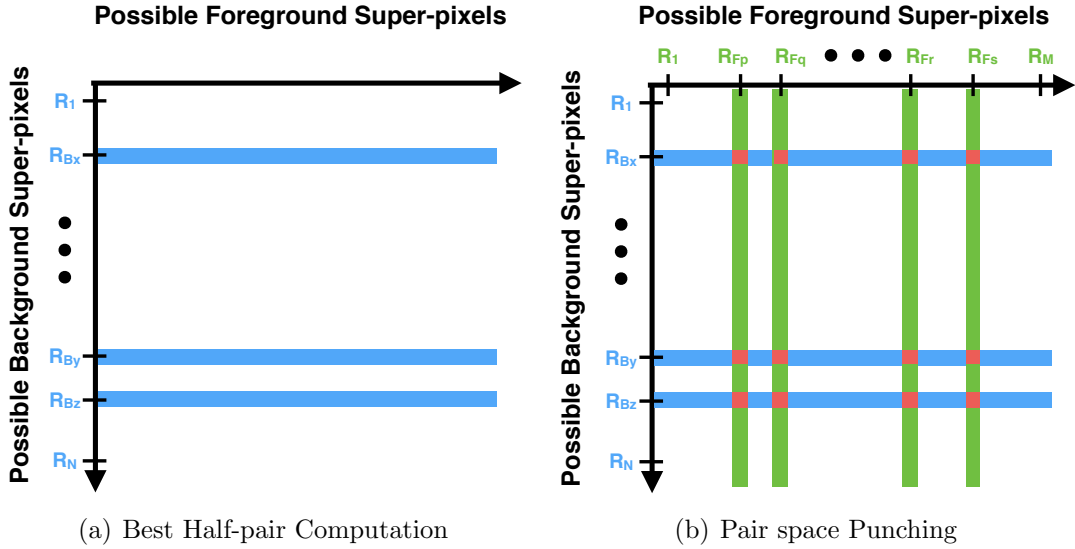 Possible Foreground Super-pixels
Possible Background Super-pixels
R1
RBx
RBy
RBz
RN
(a) Best Half-pair Computation
Possible Foreground Super-pixels
R1 RFp RFq RFr RFs RM
Possible Background Super-pixels
R1
RBx
RBy
RBz
RN
(b) Pair space Punching